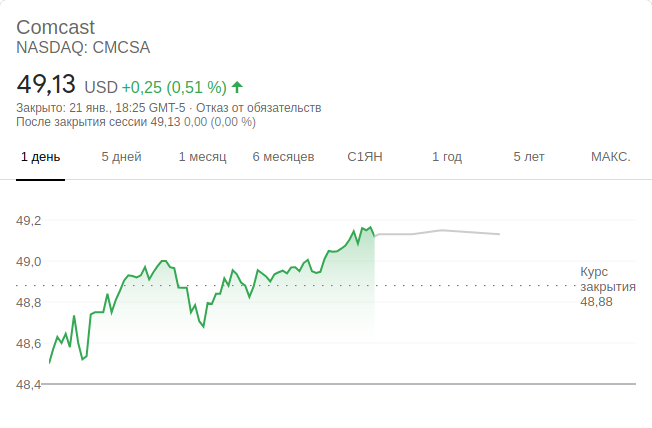 Comcast
NASDAQ: CMCSA
49,13 USD +0,25 (0,51 %)
Закрыто: 21 янв., 18:25 GMT-5 · Отказ от обязательств
После закрытия сессии 49,13 0,00 (0,00 %)
1 день 5 дней 1 месяц 6 месяцев С1ЯН 1 год 5 лет МАКС.
49,2
49,0
48,8
48,6
48,4
Курс
закрытия
48,88